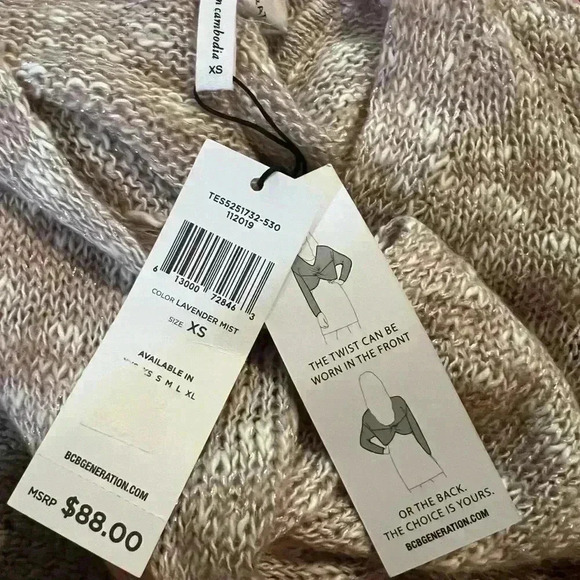 cambodia
XS
TES5251732-530
112019
6 13000 72846 3
COLOR LAVENDER MIST
SIZE XS
AVAILABLE IN
XS S M L XL
BCBGENERATION.COM
MSRP $88.00
THE TWIST CAN BE
WORN IN THE FRONT
OR THE BACK.
THE CHOICE IS YOURS.
BCBGENERATION.COM